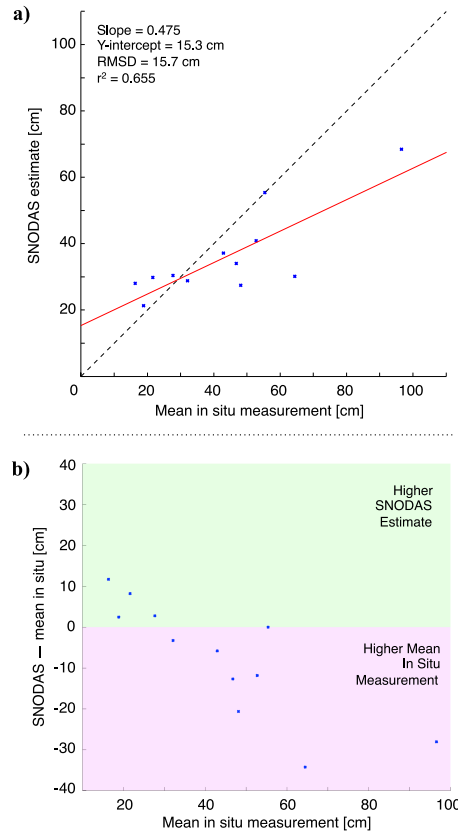 a)
Slope = 0.475
Y-intercept = 15.3 cm
RMSD = 15.7 cm
r² = 0.655
100
80
60
40
20
SNODAS estimate [cm]
0 20 40 60 80 100
Mean in situ measurement [cm]
b)
40
30
20
10
0
-10
-20
-30
-40
SNODAS — mean in situ [cm]
Higher
SNODAS
Estimate
Higher Mean
In Situ
Measurement
20 40 60 80 100
Mean in situ measurement [cm]